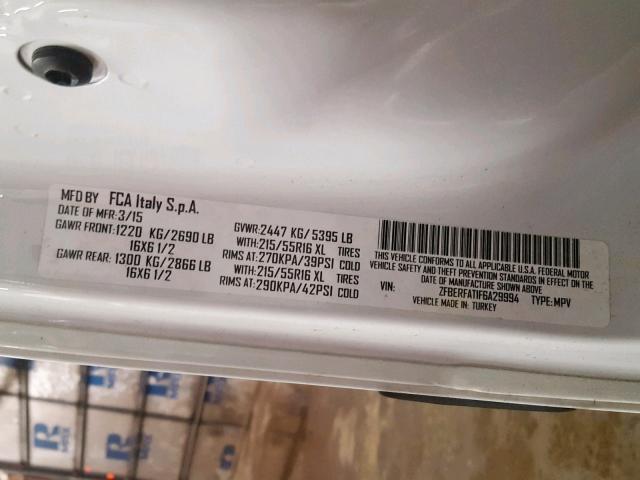 MFD BY FCA Italy S.p.A.
DATE OF MFR:3/15
GAWR FRONT:1220 KG/2690 LB
16X6 1/2
GAWR REAR: 1300 KG/2866 LB
16X6 1/2
GVWR:2447 KG/5395 LB
WITH:215/55R16 XL TIRES
RIMS AT:270KPA/39PSI COLD
WITH:215/55R16 XL TIRES
RIMS AT:290KPA/42PSI COLD
THIS VEHICLE CONFORMS TO ALL APPLICABLE U.S.A. FEDERAL MOTOR
VEHICLE SAFETY AND THEFT PREVENTION STANDARDS IN EFFECT ON THE
DATE OF MANUFACTURE SHOWN ABOVE
VIN: ZFBERFAT1F6A29994 TYPE:MPV
VEHICLE MADE IN: TURKEY
R
MAX
R
MAX
R